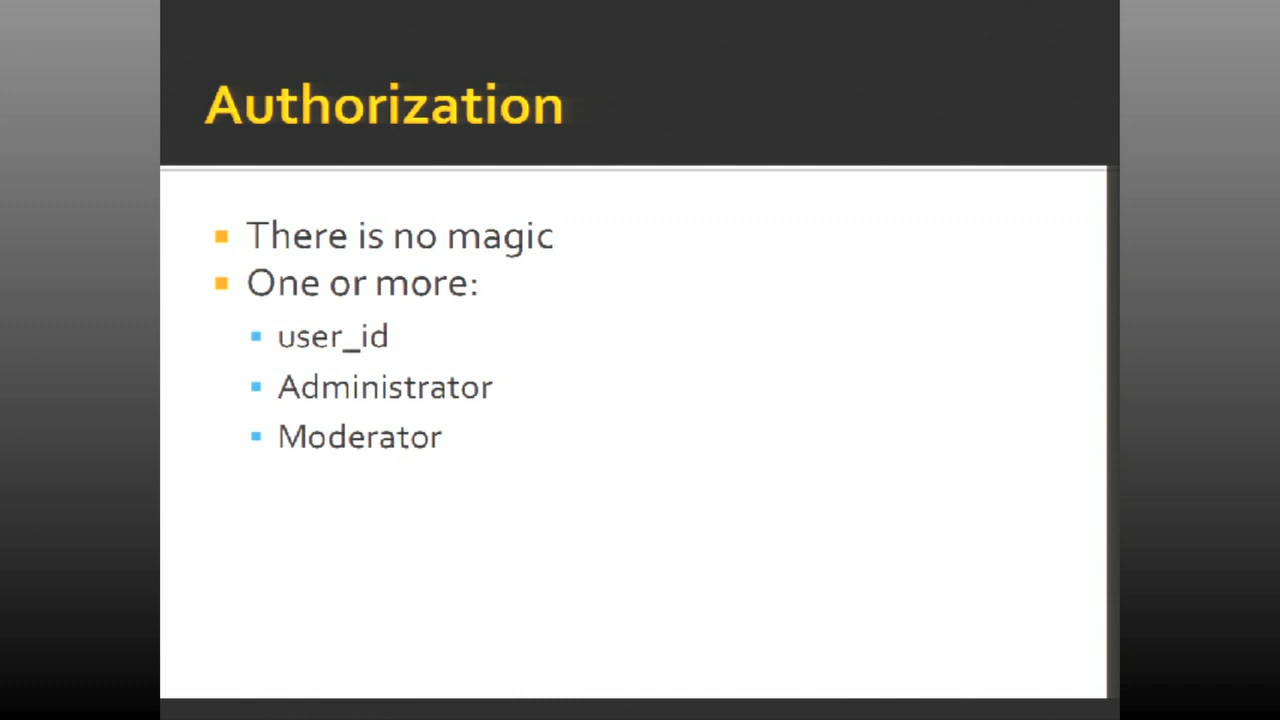 Authorization
There is no magic
One or more:
user_id
Administrator
Moderator